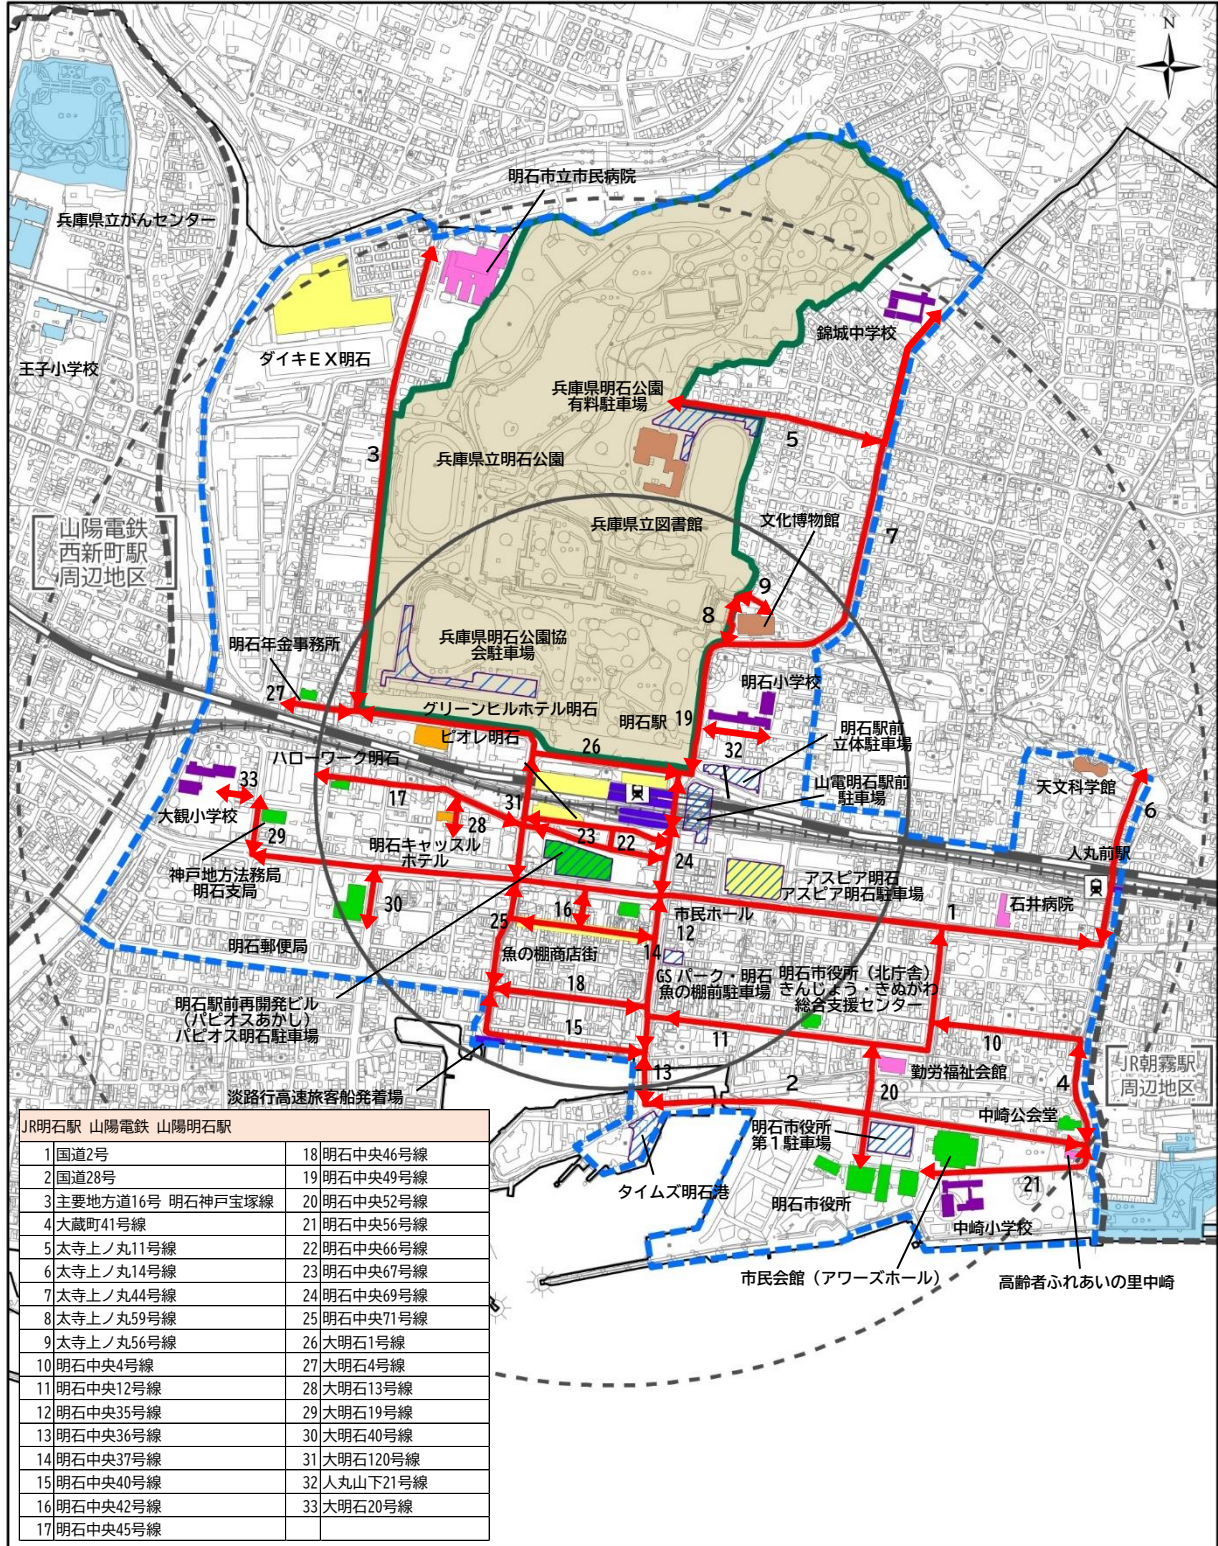 N
明石市立市民病院
兵庫県立がんセンター
王子小学校
ダイキEX明石
錦城中学校
兵庫県明石公園
有料駐車場
5
3
兵庫県立明石公園
兵庫県立図書館
文化博物館
7
山陽電鉄
西新町駅
周辺地区
9
8
兵庫県明石公園協
会駐車場
明石年金事務所
27
グリーンヒルホテル明石
明石駅
19
明石小学校
ピオレ明石
26
32
明石駅前
立体駐車場
ハローワーク明石
山電明石駅前
駐車場
天文科学館
6
33
大観小学校
17
31
28
23
22
24
29
明石キャッスル
ホテル
神戸地方法務局
明石支局
人丸前駅
アスピア明石
アスピア明石駐車場
30
25
16
市民ホール
12
1
石井病院
明石郵便局
魚の棚商店街
14
GSパーク・明石
魚の棚前駐車場
明石市役所(北庁舎)
きんじょう・きぬがわ
総合支援センター
18
明石駅前再開発ビル
(パピオスあかし)
パピオス明石駐車場
15
11
10
13
勤労福祉会館
JR朝霧駅
周辺地区
淡路行高速旅客船発着場
2
20
4
中崎公会堂
明石市役所
第1駐車場
タイムズ明石港
明石市役所
21
中崎小学校
市民会館(アワーズホール)
高齢者ふれあいの里中崎
JR明石駅 山陽電鉄 山陽明石駅
1 国道2号 18 明石中央46号線
2 国道28号 19 明石中央49号線
3 主要地方道16号 明石神戸宝塚線 20 明石中央52号線
4 大蔵町41号線 21 明石中央56号線
5 太寺上ノ丸11号線 22 明石中央66号線
6 太寺上ノ丸14号線 23 明石中央67号線
7 太寺上ノ丸44号線 24 明石中央69号線
8 太寺上ノ丸59号線 25 明石中央71号線
9 太寺上ノ丸56号線 26 大明石1号線
10 明石中央4号線 27 大明石4号線
11 明石中央12号線 28 大明石13号線
12 明石中央35号線 29 大明石19号線
13 明石中央36号線 30 大明石40号線
14 明石中央37号線 31 大明石120号線
15 明石中央40号線 32 人丸山下21号線
16 明石中央42号線 33 大明石20号線
17 明石中央45号線